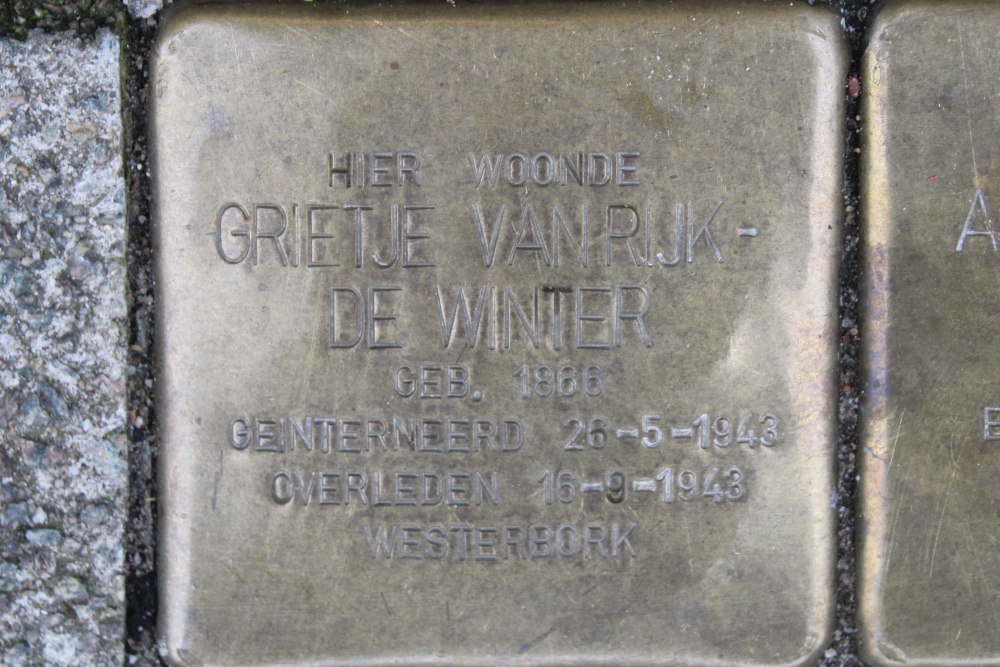 HIER WOONDE
GRIETJE VAN RIJK-
DE WINTER
GEB. 1866
GEINTERNEERD 26-5-1943
OVERLEDEN 16-9-1943
WESTERBORK